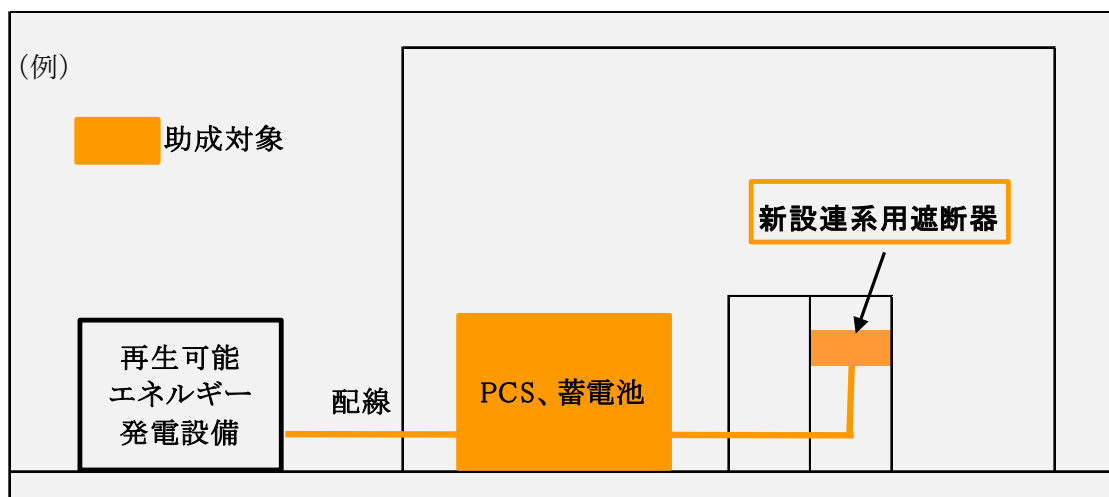 (例)
助成対象
新設連系用遮断器
再生可能
エネルギー
発電設備
配線
PCS、蓄電池